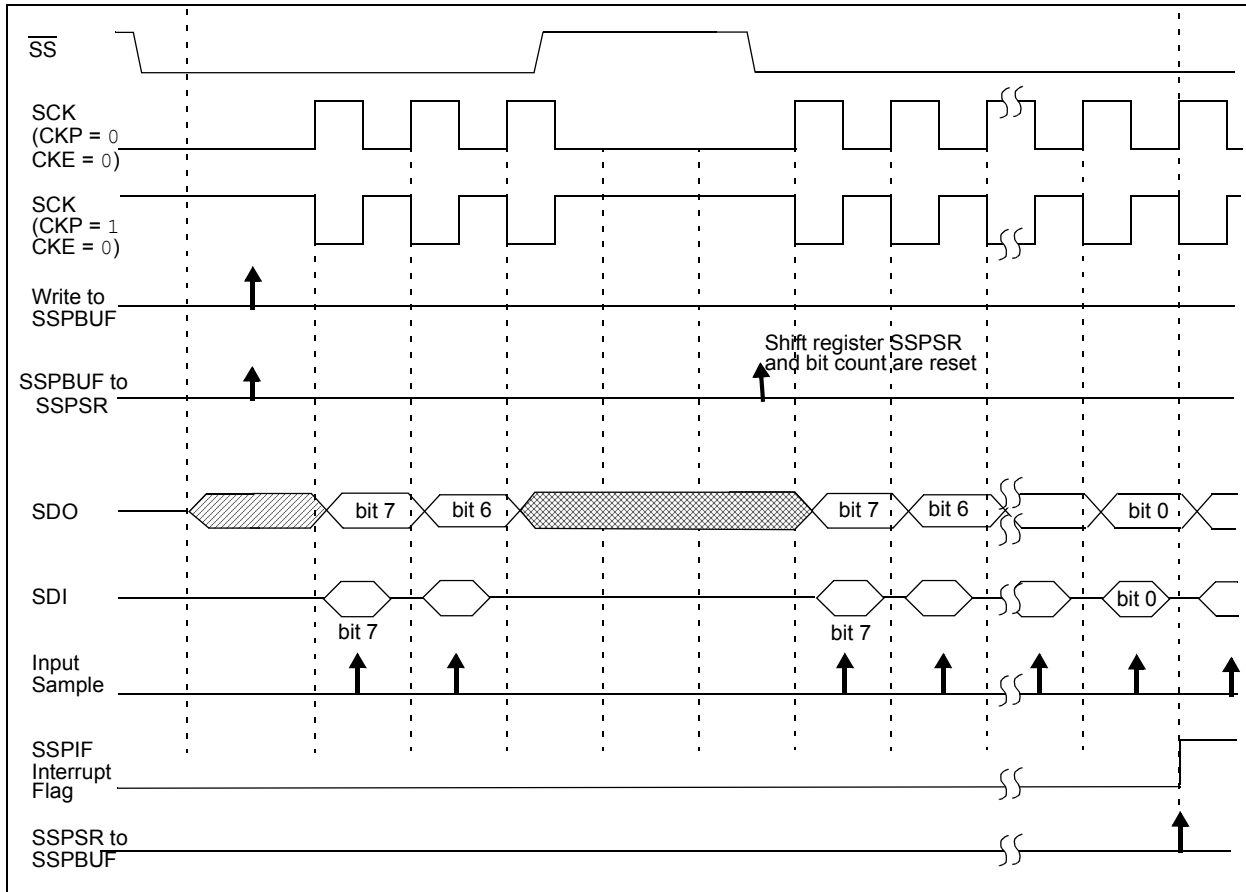 SS
SCK
(CKP = 0
CKE = 0)
SCK
(CKP = 1
CKE = 0)
Write to
SSPBUF
Shift register SSPSR
and bit count are reset
SSPBUF to
SSPSR
SDO
bit 7
bit 6
bit 7
bit 6
bit 0
SDI
bit 0
bit 7
bit 7
Input
Sample
SSPIF
Interrupt
Flag
SSPSR to
SSPBUF